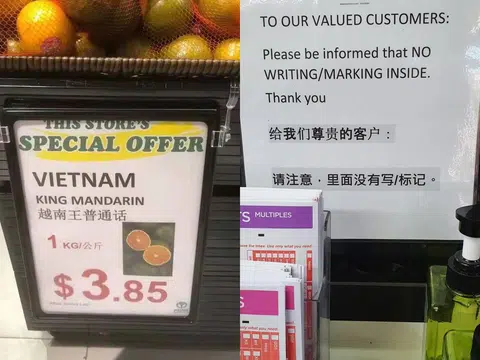 THIS STORE'S
SPECIAL OFFER
VIETNAM
KING MANDARIN
越南王普通话
1 KG/公斤
$3.85
TO OUR VALUED CUSTOMERS:
Please be informed that NO
WRITING/MARKING INSIDE.
Thank you
给我们尊贵的客户：
请注意，里面没有写/标记。
MULTIPLES